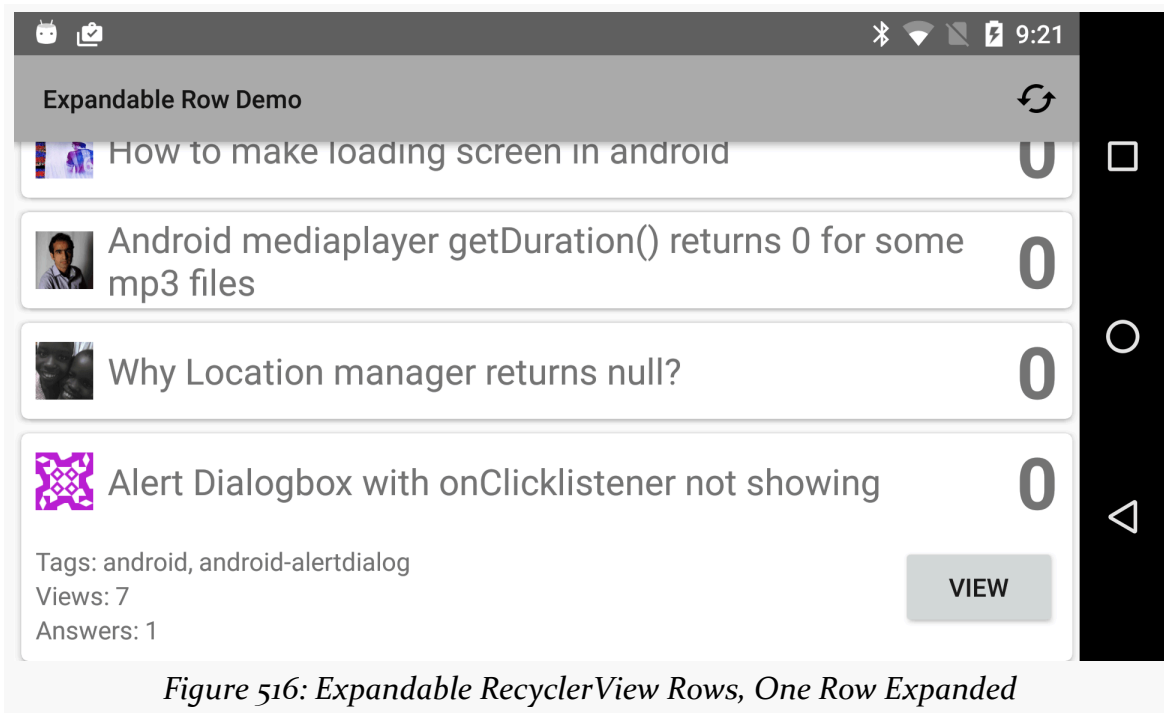 9:21
Expandable Row Demo
How to make loading screen in android
0
Android mediaplayer getDuration() returns 0 for some
mp3 files
0
Why Location manager returns null?
0
Alert Dialogbox with onClicklistener not showing
0
Tags: android, android-alertdialog
Views: 7
Answers: 1
VIEW
Figure 516: Expandable RecyclerView Rows, One Row Expanded